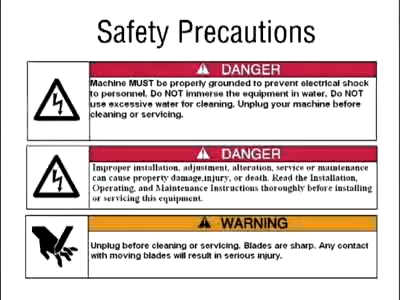 Safety Precautions
DANGER
Machine MUST be properly grounded to prevent electrical shock
to personnel. Do NOT immerse the equipment in water. Do NOT
use excessive water for cleaning. Unplug your machine before
cleaning or servicing.
DANGER
Improper installation, adjustment, alteration, service or maintenance
can cause property damage,injury, or death. Read the Installation,
Operating, and Maintenance Instructions thoroughly before installing
or servicing this equipment.
WARNING
Unplug before cleaning or servicing. Blades are sharp. Any contact
with moving blades will result in serious injury.